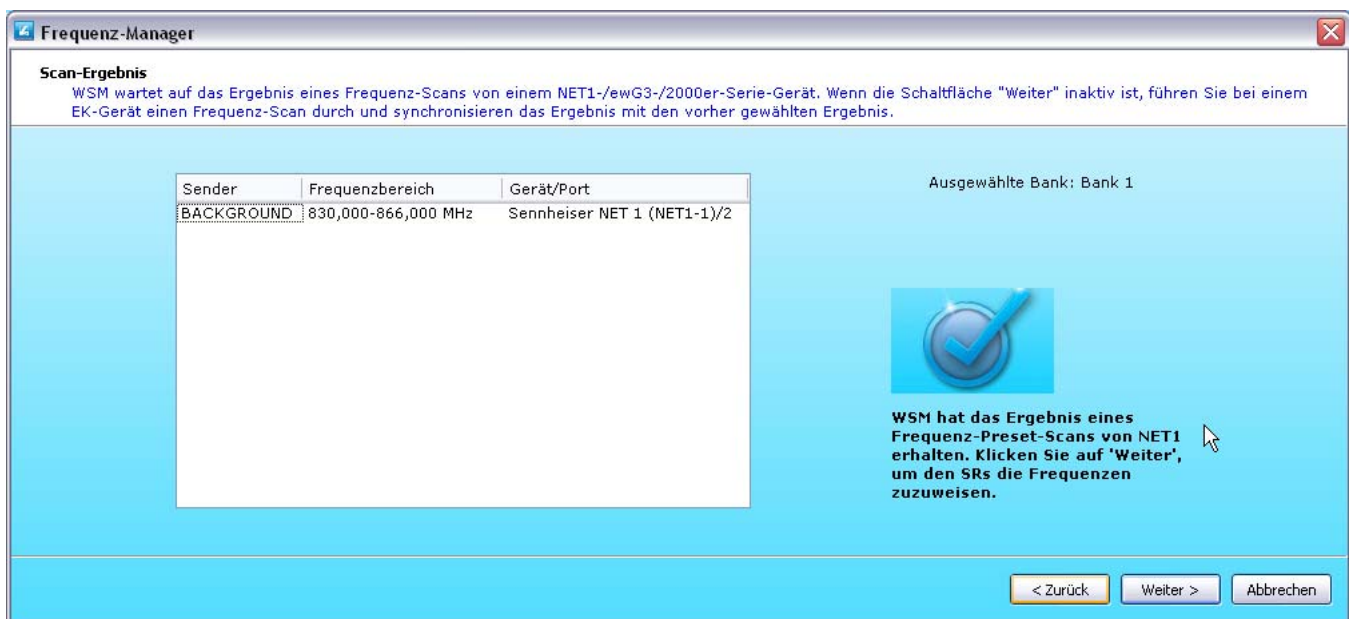 Frequenz-Manager
Scan-Ergebnis
WSM wartet auf das Ergebnis eines Frequenz-Scans von einem NET1-/ewG3-/2000er-Serie-Gerät. Wenn die Schaltfläche "Weiter" inaktiv ist, führen Sie bei einem
EK-Gerät einen Frequenz-Scan durch und synchronisieren das Ergebnis mit den vorher gewählten Ergebnis.
Ausgewählte Bank: Bank 1
Sender Frequenzbereich Gerät/Port
BACKGROUND 830,000-866,000 MHz Sennheiser NET 1 (NET1-1)/2
WSM hat das Ergebnis eines
Frequenz-Preset-Scans von NET1
erhalten. Klicken Sie auf 'Weiter',
um den SRs die Frequenzen
zuzuweisen.
< Zurück Weiter > Abbrechen